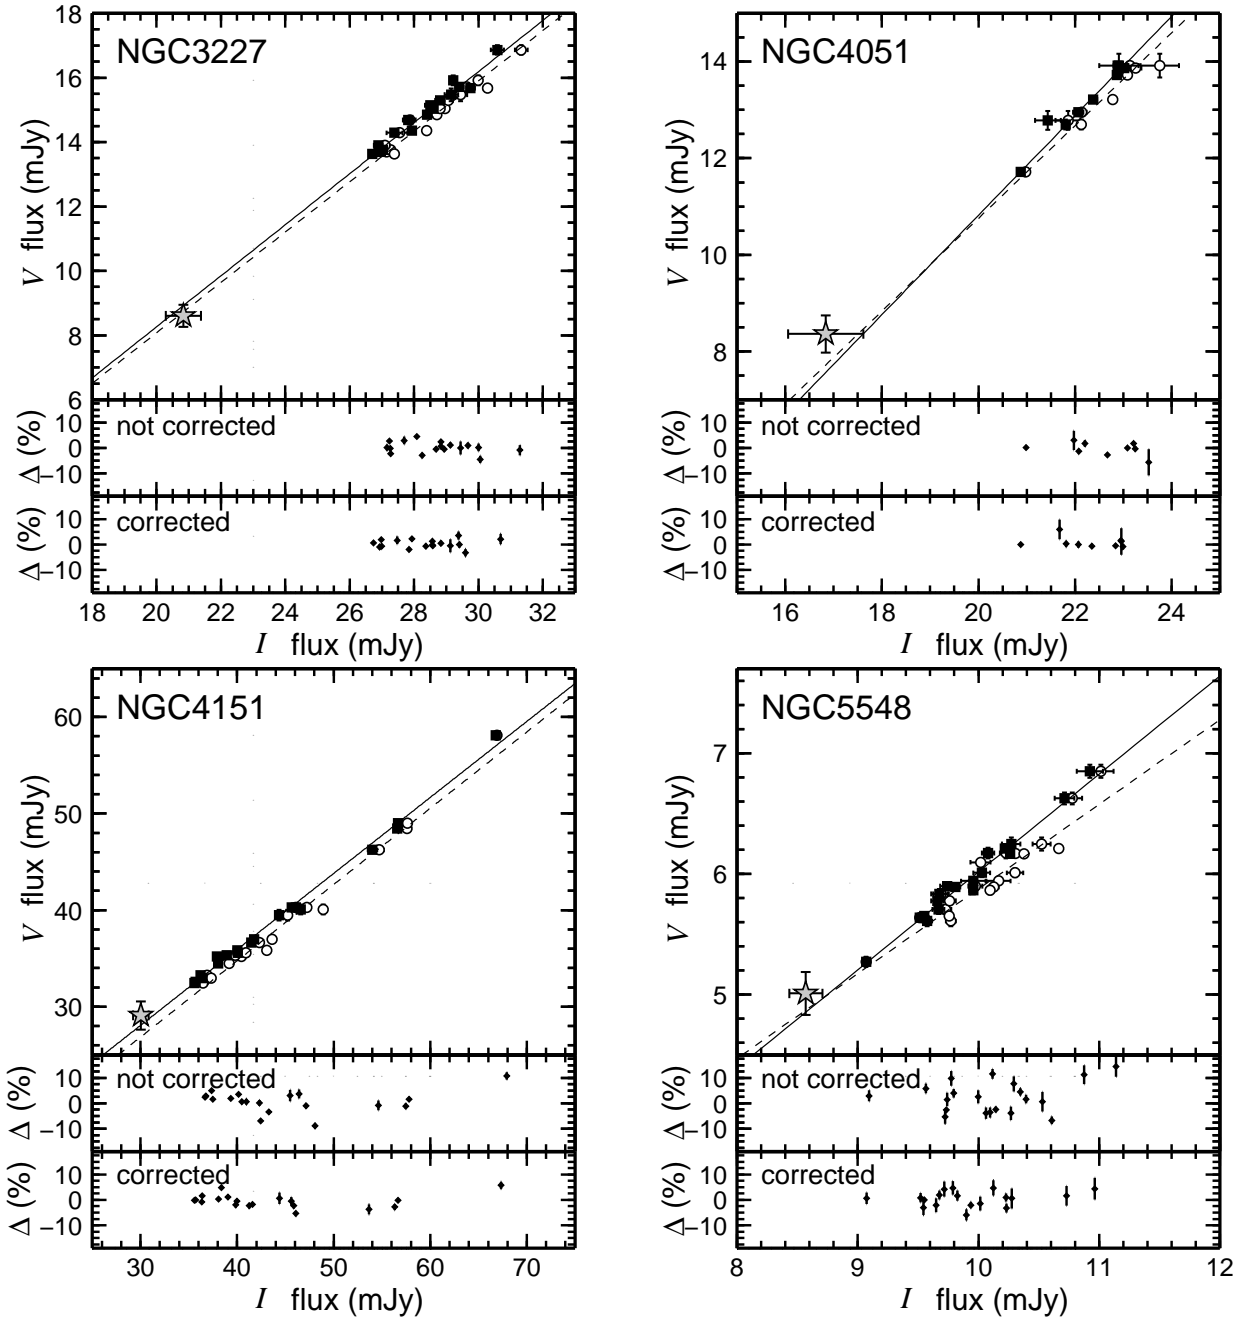 NGC3227
18
16
14
12
10
8
6
V flux (mJy)
not corrected
10
0
−10
Δ (%)
corrected
10
0
−10
Δ (%)
18 20 22 24 26 28 30 32
I flux (mJy)
NGC4051
14
12
10
8
V flux (mJy)
not corrected
10
0
−10
Δ (%)
corrected
10
0
−10
Δ (%)
16 18 20 22 24
I flux (mJy)
NGC4151
60
50
40
30
V flux (mJy)
not corrected
10
0
−10
Δ (%)
corrected
10
0
−10
Δ (%)
30 40 50 60 70
I flux (mJy)
NGC5548
7
6
5
V flux (mJy)
not corrected
10
0
−10
Δ (%)
corrected
10
0
−10
Δ (%)
8 9 10 11 12
I flux (mJy)